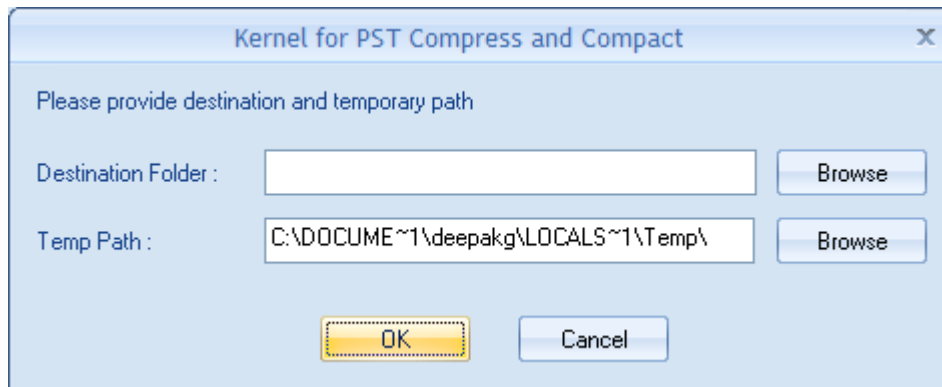 Kernel for PST Compress and Compact
Please provide destination and temporary path
Destination Folder : Browse
Temp Path : C:\DOCUME~1\deepakg\LOCALS~1\Temp\ Browse
OK Cancel